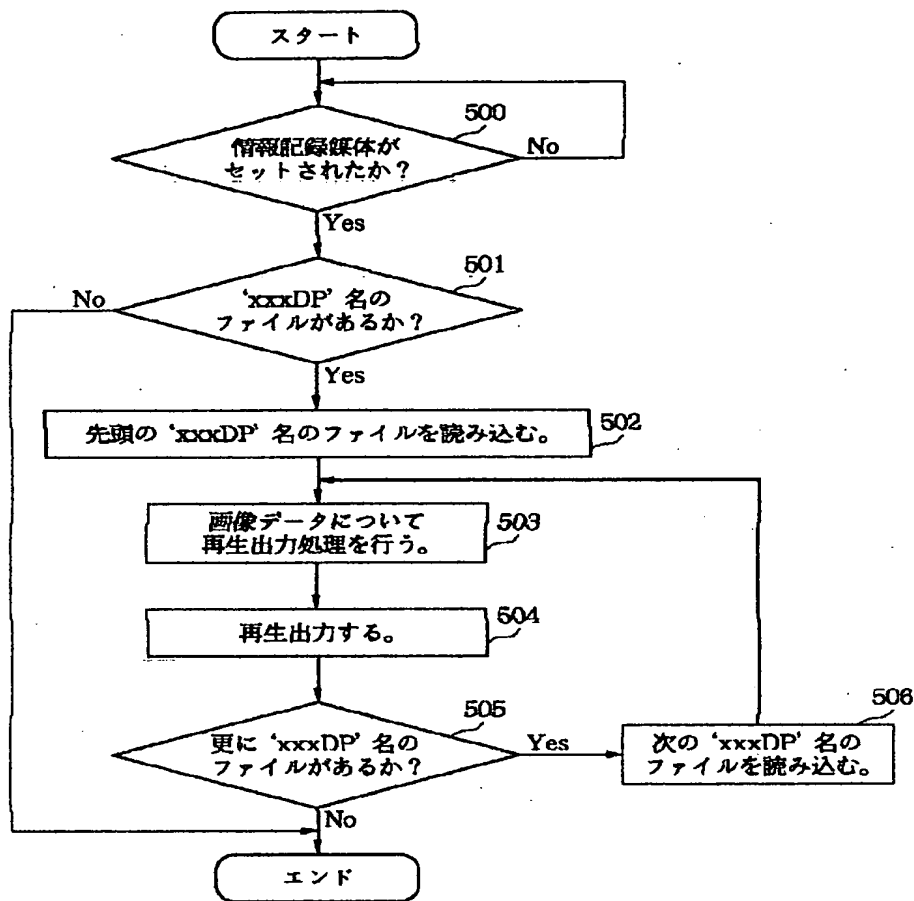 スタート
500
情報記録媒体が
セットされたか？
No
Yes
501
No
‘xxxDP’ 名の
ファイルがあるか？
Yes
先頭の ‘xxxDP’ 名のファイルを読み込む。
502
画像データについて
再生出力処理を行う。
503
再生出力する。
504
505
更に ‘xxxDP’ 名の
ファイルがあるか？
Yes
506
次の ‘xxxDP’ 名の
ファイルを読み込む。
No
エンド